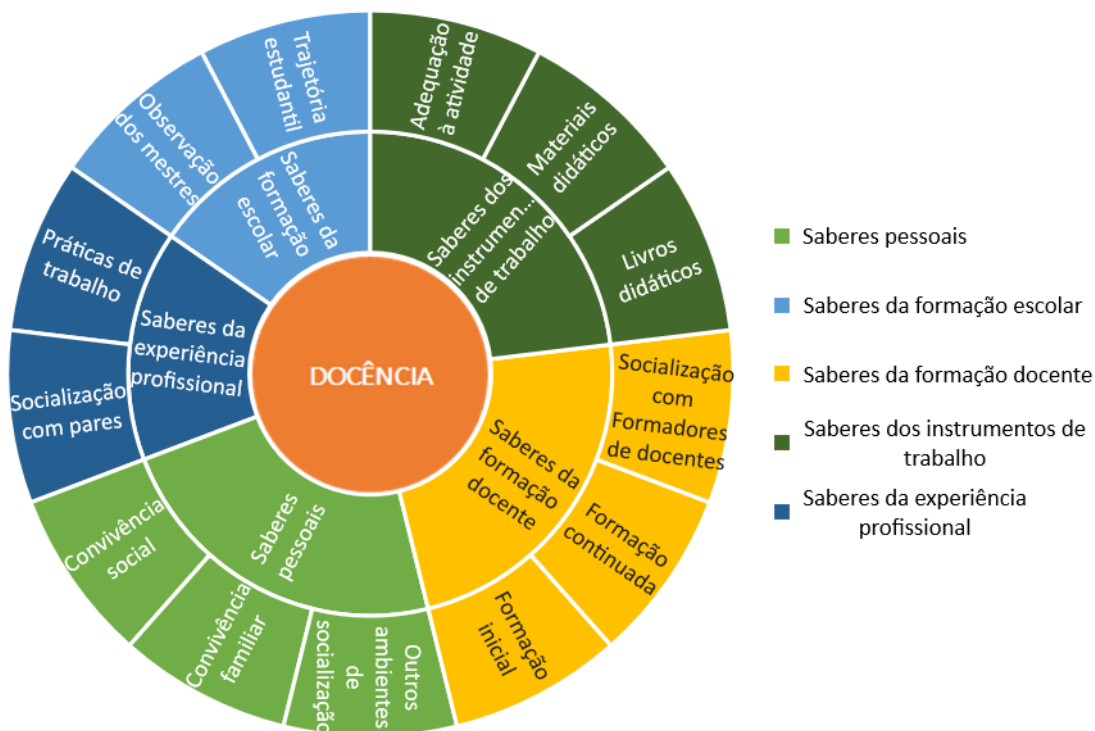 Trajetória
estudantil
Adequação
à atividade
Observação
dos mestres
Materiais
didáticos
Saberes da
formação
escolar
Saberes dos
instrumen...
de trabalho
Práticas de
trabalho
Livros
didáticos
Saberes da
experiência
profissional
DOCÊNCIA
Socialização
com pares
Socialização
com
Formadores
de docentes
Saberes da
formação
docente
Saberes
pessoais
Convivência
social
Formação
continuada
Convivência
familiar
Outros
ambientes
de
socialização
Formação
inicial
Saberes pessoais
Saberes da formação escolar
Saberes da formação docente
Saberes dos instrumentos de
trabalho
Saberes da experiência
profissional